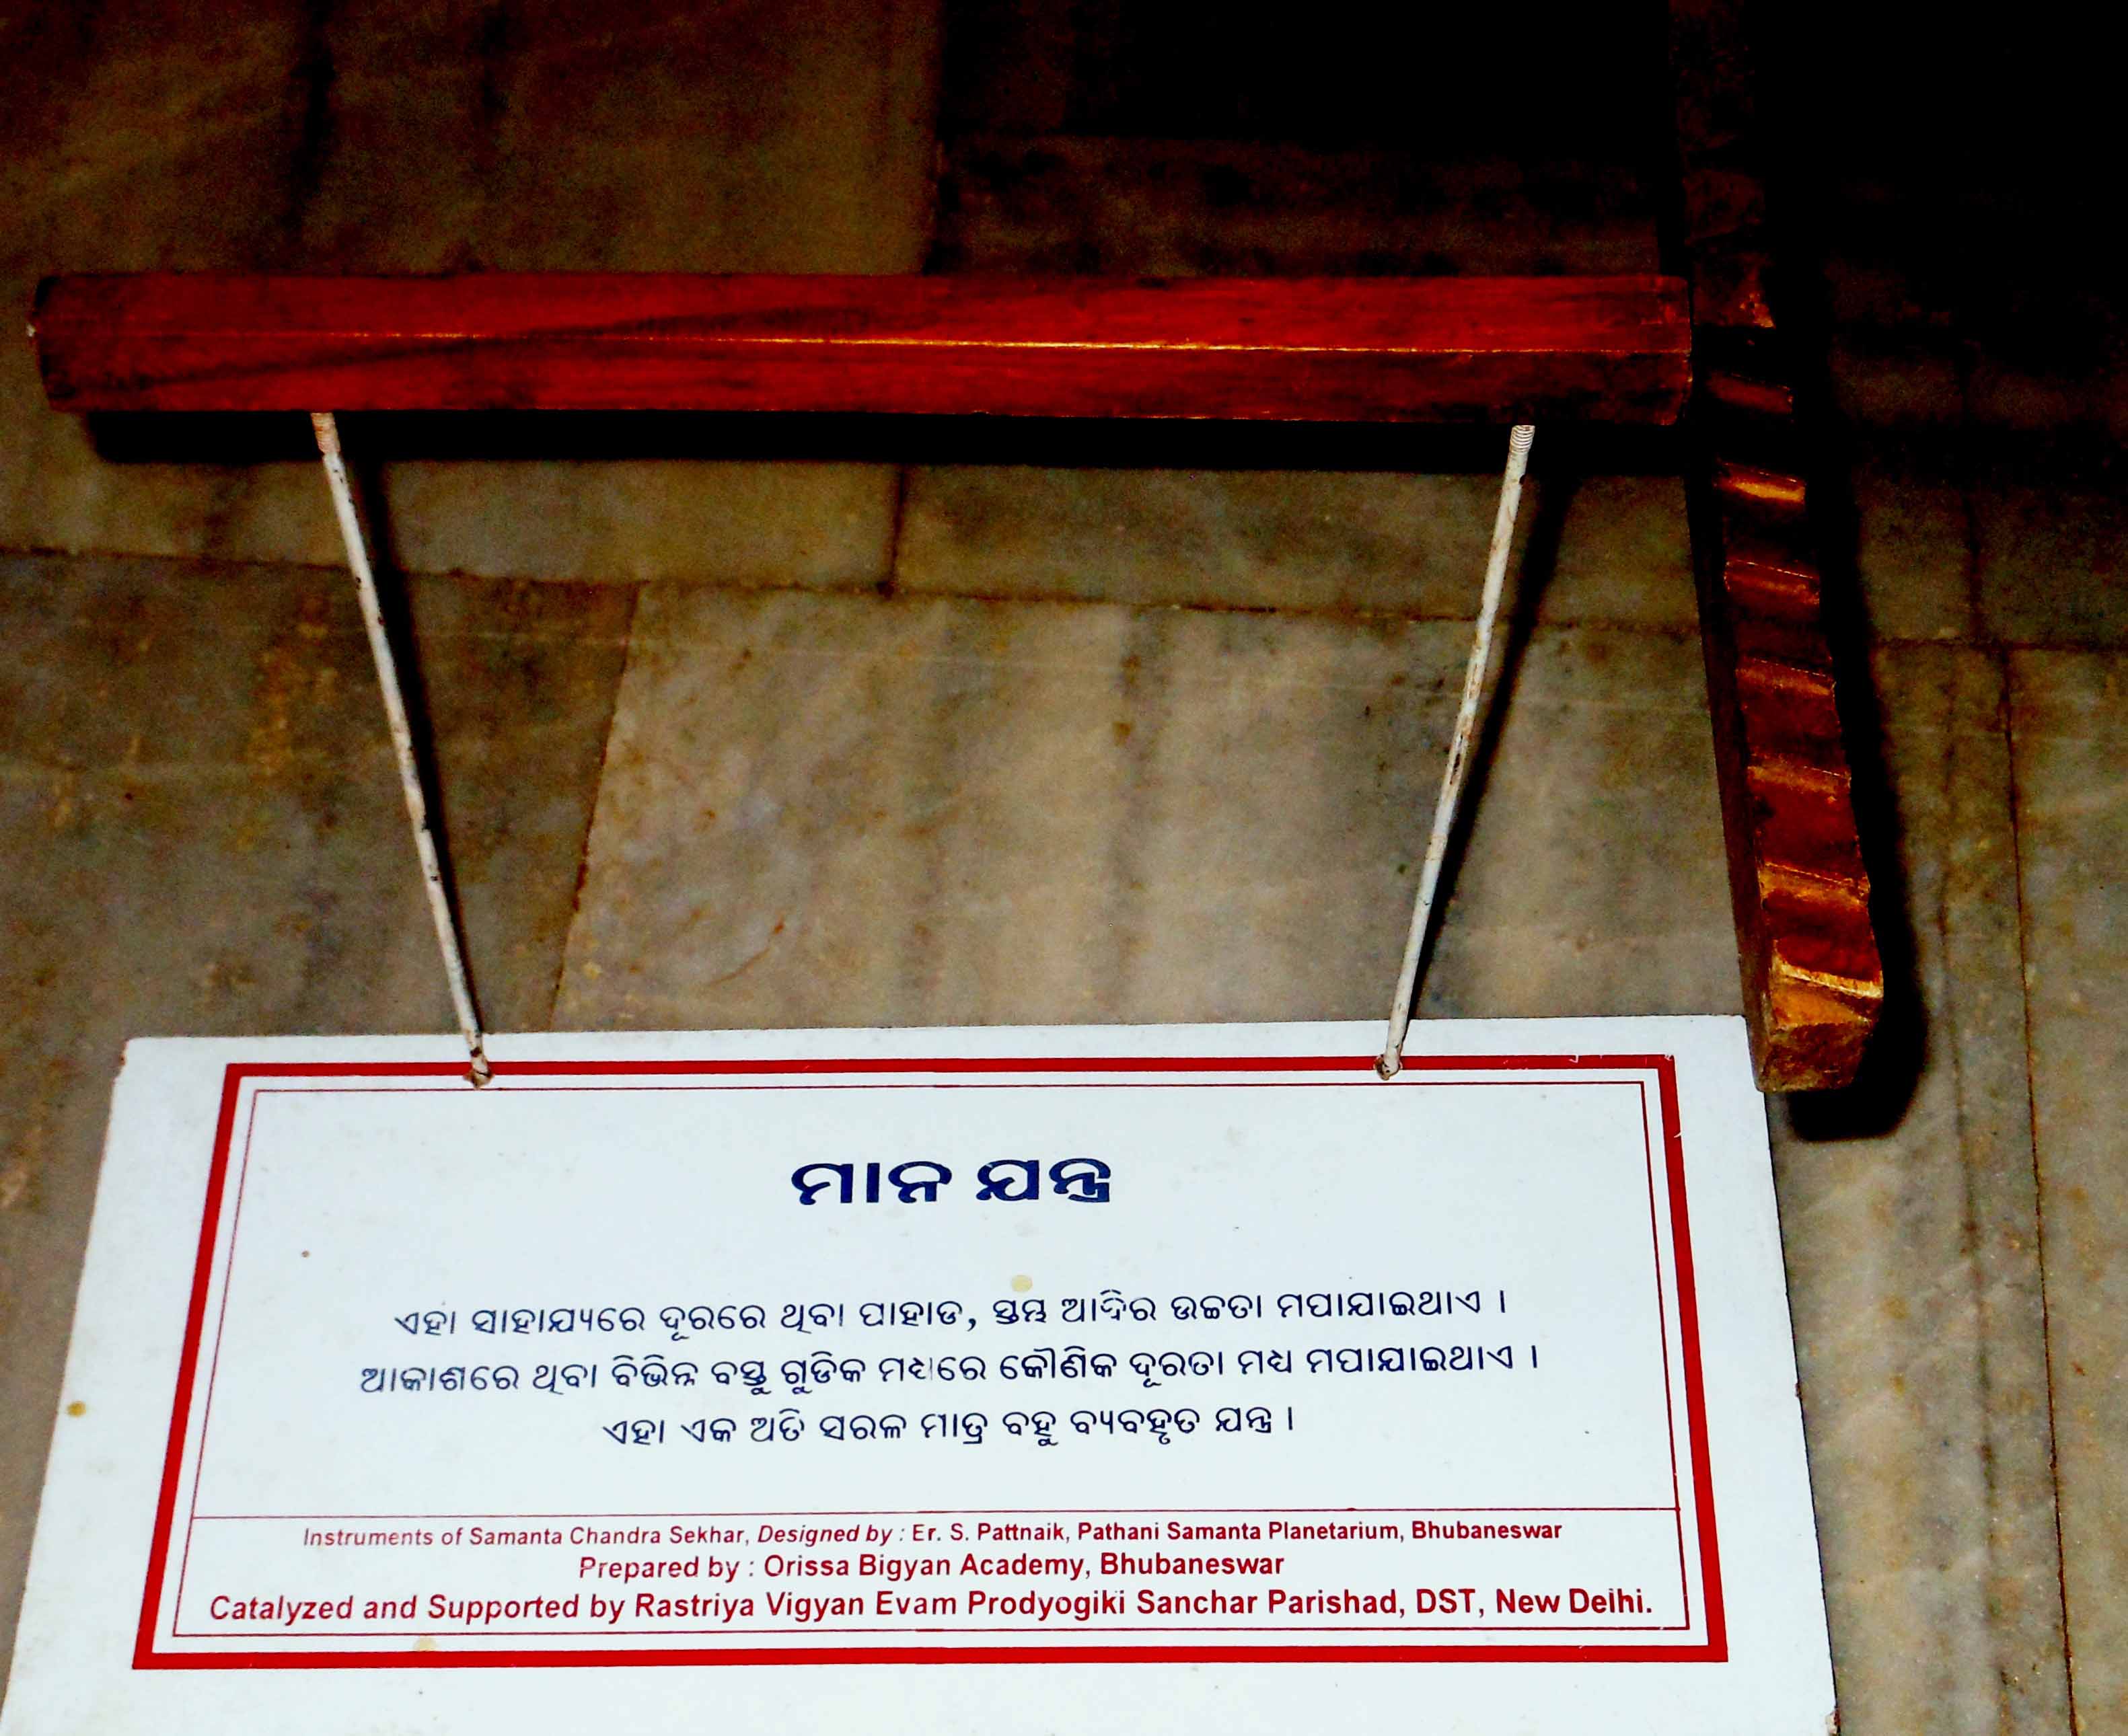 ମାନ ଯନ୍ତ୍ର
ଏହା ସାହାଯ୍ୟରେ ଦୂରରେ ଥିବା ପାହାଡ, ସ୍ତମ୍ଭ ଆଦିର ଉଚ୍ଚତା ମପାଯାଇଥାଏ ।
ଆକାଶରେ ଥିବା ବିଭିନ୍ନ ବସ୍ତୁ ଗୁଡିକ ମଧ୍ୟରେ କୌଣିକ ଦୂରତା ମଧ୍ୟ ମପାଯାଇଥାଏ ।
ଏହା ଏକ ଅତି ସରଳ ମାତ୍ର ବହୁ ବ୍ୟବହୃତ ଯନ୍ତ୍ର ।
Instruments of Samanta Chandra Sekhar, Designed by : Er. S. Pattnaik, Pathani Samanta Planetarium, Bhubaneswar
Prepared by : Orissa Bigyan Academy, Bhubaneswar
Catalyzed and Supported by Rastriya Vigyan Evam Prodyogiki Sanchar Parishad, DST, New Delhi.